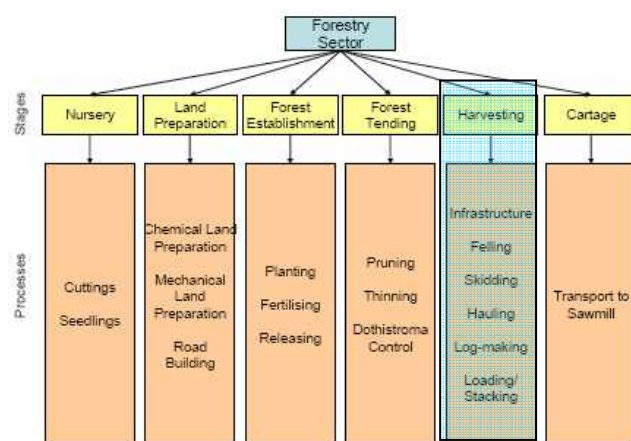 Forestry
Sector
Stages
Nursery
Land
Preparation
Forest
Establishment
Forest
Tending
Harvesting
Cartage
Processes
Cuttings
Seedlings
Chemical Land
Preparation
Mechanical
Land
Preparation
Road
Building
Planting
Fertilising
Releasing
Pruning
Thinning
Dothistroma
Control
Infrastructure
Felling
Skidding
Hauling
Log-making
Loading/
Stacking
Transport to
Sawmill